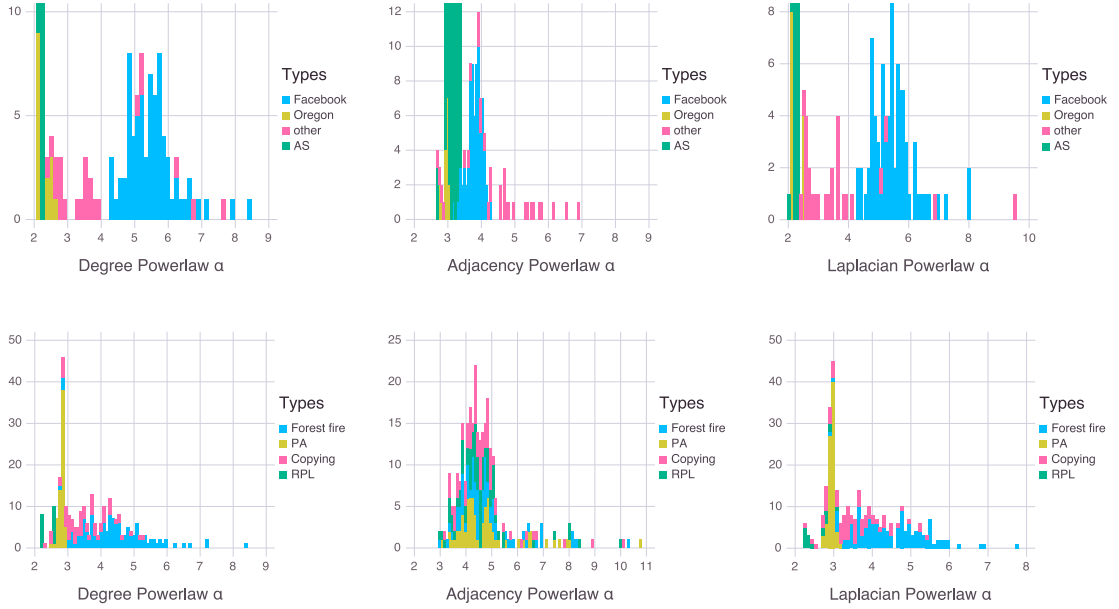 10
5
0
2 3 4 5 6 7 8 9
Degree Powerlaw α
Types
Facebook
Oregon
other
AS
12
10
8
6
4
2
0
2 3 4 5 6 7 8 9
Adjacency Powerlaw α
Types
Facebook
Oregon
other
AS
8
6
4
2
0
2 4 6 8 10
Laplacian Powerlaw α
Types
Facebook
Oregon
other
AS
50
40
30
20
10
0
2 3 4 5 6 7 8 9
Degree Powerlaw α
Types
Forest fire
PA
Copying
RPL
25
20
15
10
5
0
2 3 4 5 6 7 8 9 10 11
Adjacency Powerlaw α
Types
Forest fire
PA
Copying
RPL
50
40
30
20
10
0
2 3 4 5 6 7 8
Laplacian Powerlaw α
Types
Forest fire
PA
Copying
RPL